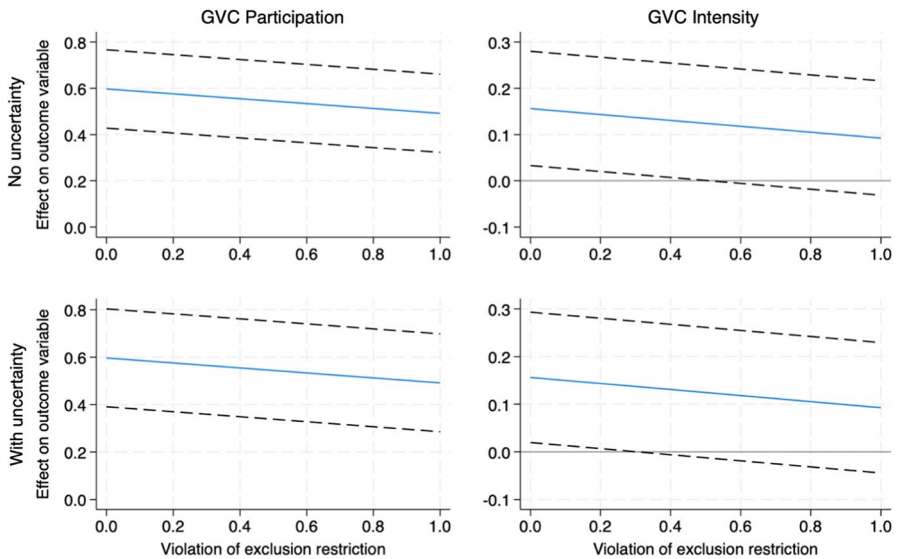 GVC Participation
GVC Intensity
No uncertainty
Effect on outcome variable
0.8
0.6
0.4
0.2
0.0
0.0 0.2 0.4 0.6 0.8 1.0
0.3
0.2
0.1
0.0
-0.1
0.0 0.2 0.4 0.6 0.8 1.0
With uncertainty
Effect on outcome variable
0.8
0.6
0.4
0.2
0.0
0.0 0.2 0.4 0.6 0.8 1.0
Violation of exclusion restriction
0.3
0.2
0.1
0.0
-0.1
0.0 0.2 0.4 0.6 0.8 1.0
Violation of exclusion restriction